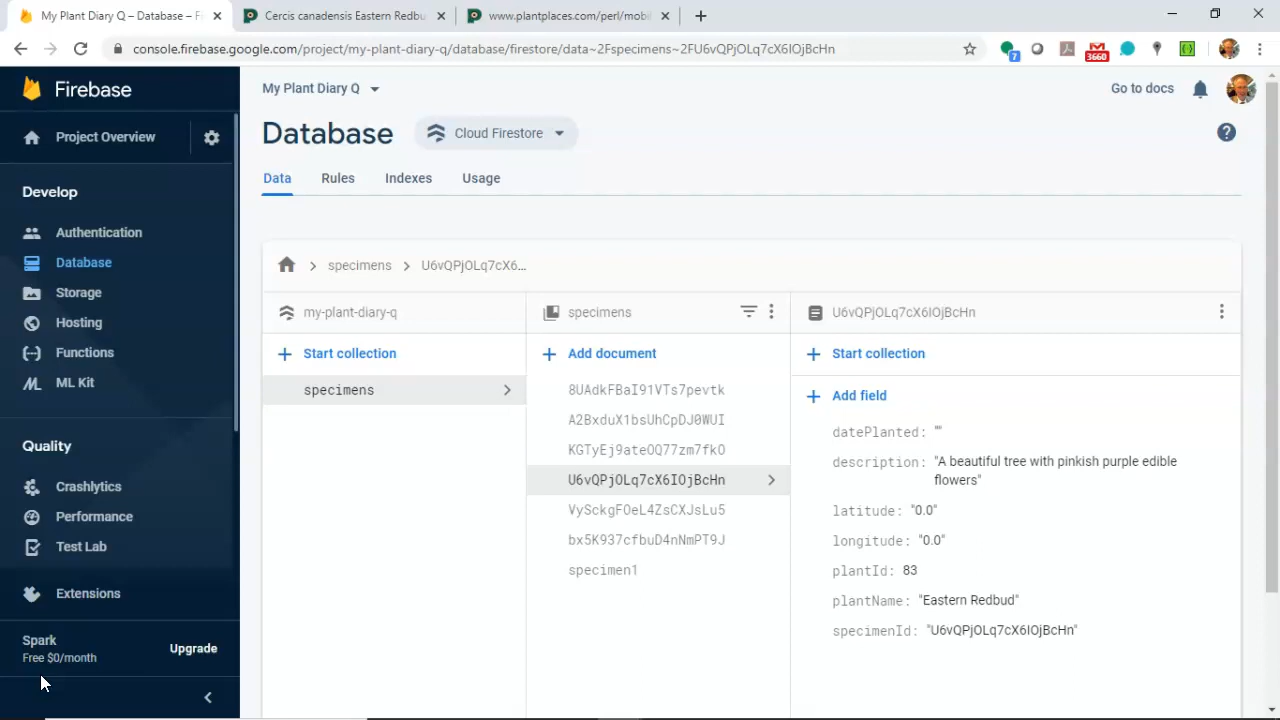 My Plant Diary Q – Database – Fi
Cercis canadensis Eastern Redbu
www.plantplaces.com/perl/mobil
console.firebase.google.com/project/my-plant-diary-q/database/firestore/data~2Fspecimens~2FU6vQPjOLq7cX6IOjBcHn
7
3660
Firebase
My Plant Diary Q
Go to docs
Project Overview
Database
Cloud Firestore
Data
Rules
Indexes
Usage
Develop
Authentication
Database
Storage
Hosting
Functions
ML Kit
Quality
Crashlytics
Performance
Test Lab
Extensions
Spark
Free $0/month
Upgrade
specimens
U6vQPjOLq7cX6...
my-plant-diary-q
Start collection
specimens
specimens
Add document
8UAdkFBaI91VTs7pevtk
A2BxduX1bsUhCpDJ0WUI
KGTyEj9ateOQ77zm7fkO
U6vQPjOLq7cX6IOjBcHn
VySckgFOeL4ZsCXJsLu5
bx5K937cfbuD4nNmPT9J
specimen1
U6vQPjOLq7cX6IOjBcHn
Start collection
Add field
datePlanted: ""
description: "A beautiful tree with pinkish purple edible
flowers"
latitude: "0.0"
longitude: "0.0"
plantId: 83
plantName: "Eastern Redbud"
specimenId: "U6vQPjOLq7cX6IOjBcHn"